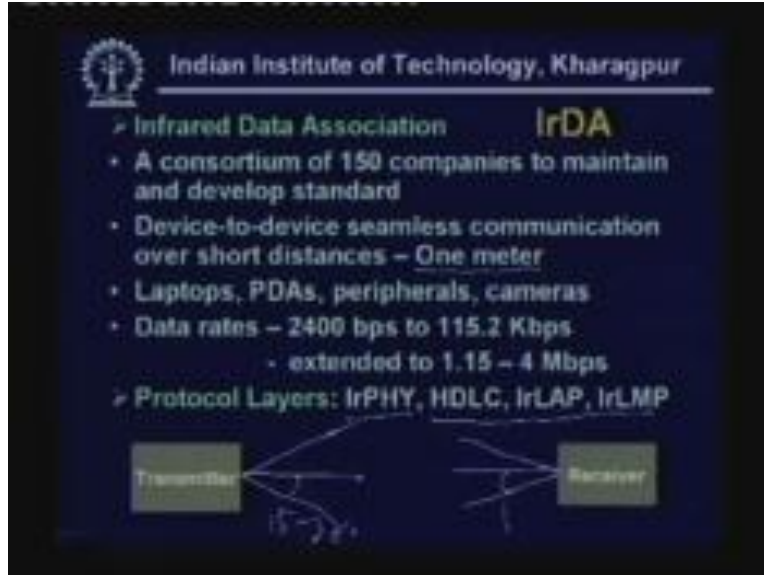 Indian Institute of Technology, Kharagpur
➢ Infrared Data Association IrDA
• A consortium of 150 companies to maintain
and develop standard
• Device-to-device seamless communication
over short distances – One meter
• Laptops, PDAs, peripherals, cameras
• Data rates – 2400 bps to 115.2 Kbps
- extended to 1.15 – 4 Mbps
➢ Protocol Layers: IrPHY, HDLC, IrLAP, IrLMP
Transmitter Receiver